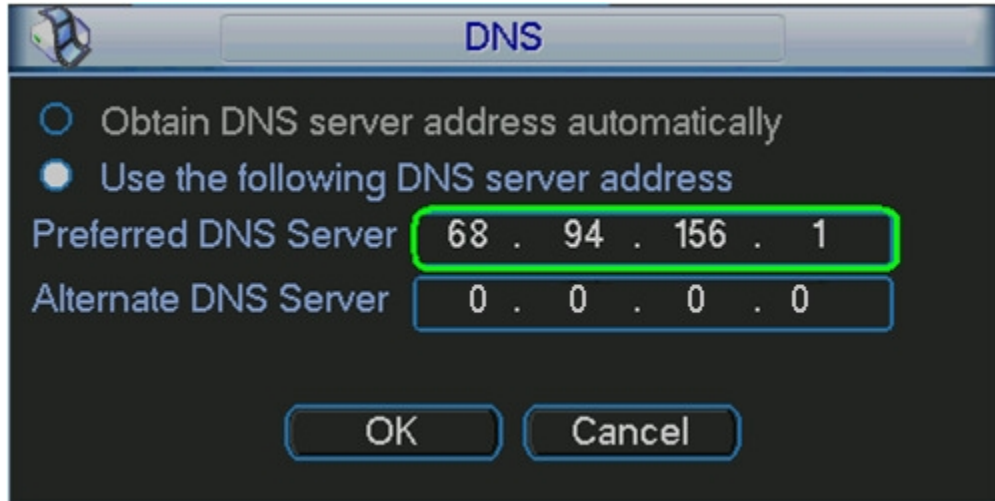 DNS
Obtain DNS server address automatically
Use the following DNS server address
Preferred DNS Server 68 . 94 . 156 . 1
Alternate DNS Server 0 . 0 . 0 . 0
OK Cancel